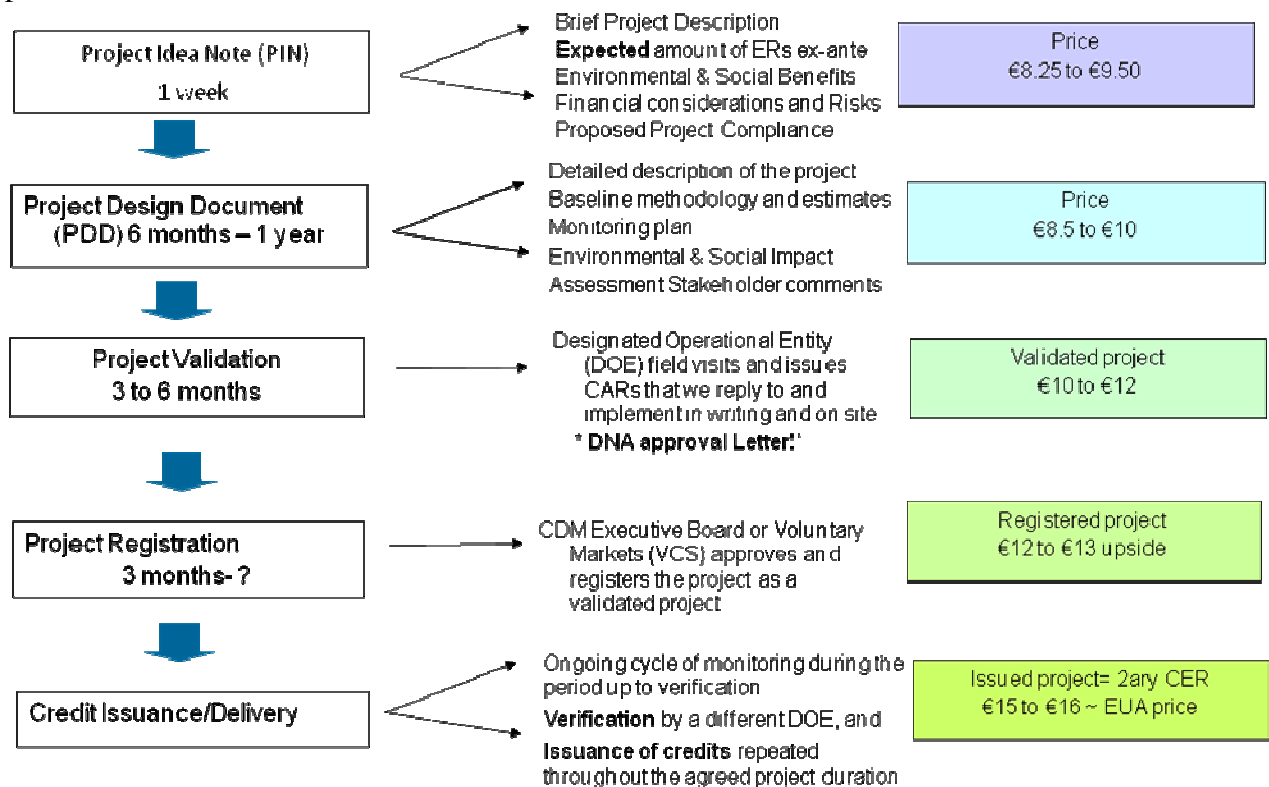 Project Idea Note (PIN)
1 week
Brief Project Description
Expected amount of ERs ex-ante
Environmental & Social Benefits
Financial considerations and Risks
Proposed Project Compliance
Price
€8.25 to €9.50
Project Design Document
(PDD) 6 months – 1 year
Detailed description of the project
Baseline methodology and estimates
Monitoring plan
Environmental & Social Impact
Assessment Stakeholder comments
Price
€8.5 to €10
Project Validation
3 to 6 months
Designated Operational Entity
(DOE) field visits and issues
CARs that we reply to and
implement in writing and on site
* DNA approval Letter!*
Validated project
€10 to €12
Project Registration
3 months- ?
CDM Executive Board or Voluntary
Markets (VCS) approves and
registers the project as a
validated project
Registered project
€12 to €13 upside
Credit Issuance/Delivery
Ongoing cycle of monitoring during the
period up to verification
Verification by a different DOE, and
Issuance of credits repeated
throughout the agreed project duration
Issued project= 2ary CER
€15 to €16 ~ EUA price